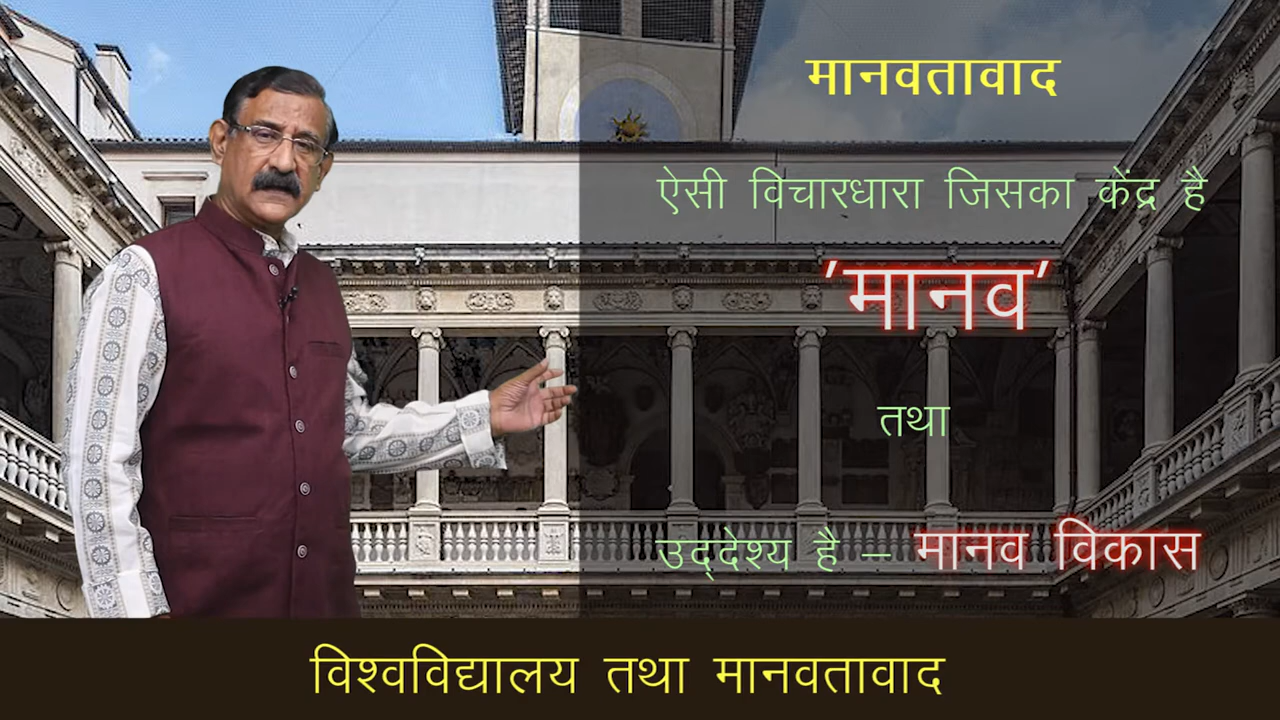 मानवतावाद
ऐसी विचारधारा जिसका केंद्र है
'मानव'
तथा
उद्देश्य है – मानव विकास
विश्वविद्यालय तथा मानवतावाद